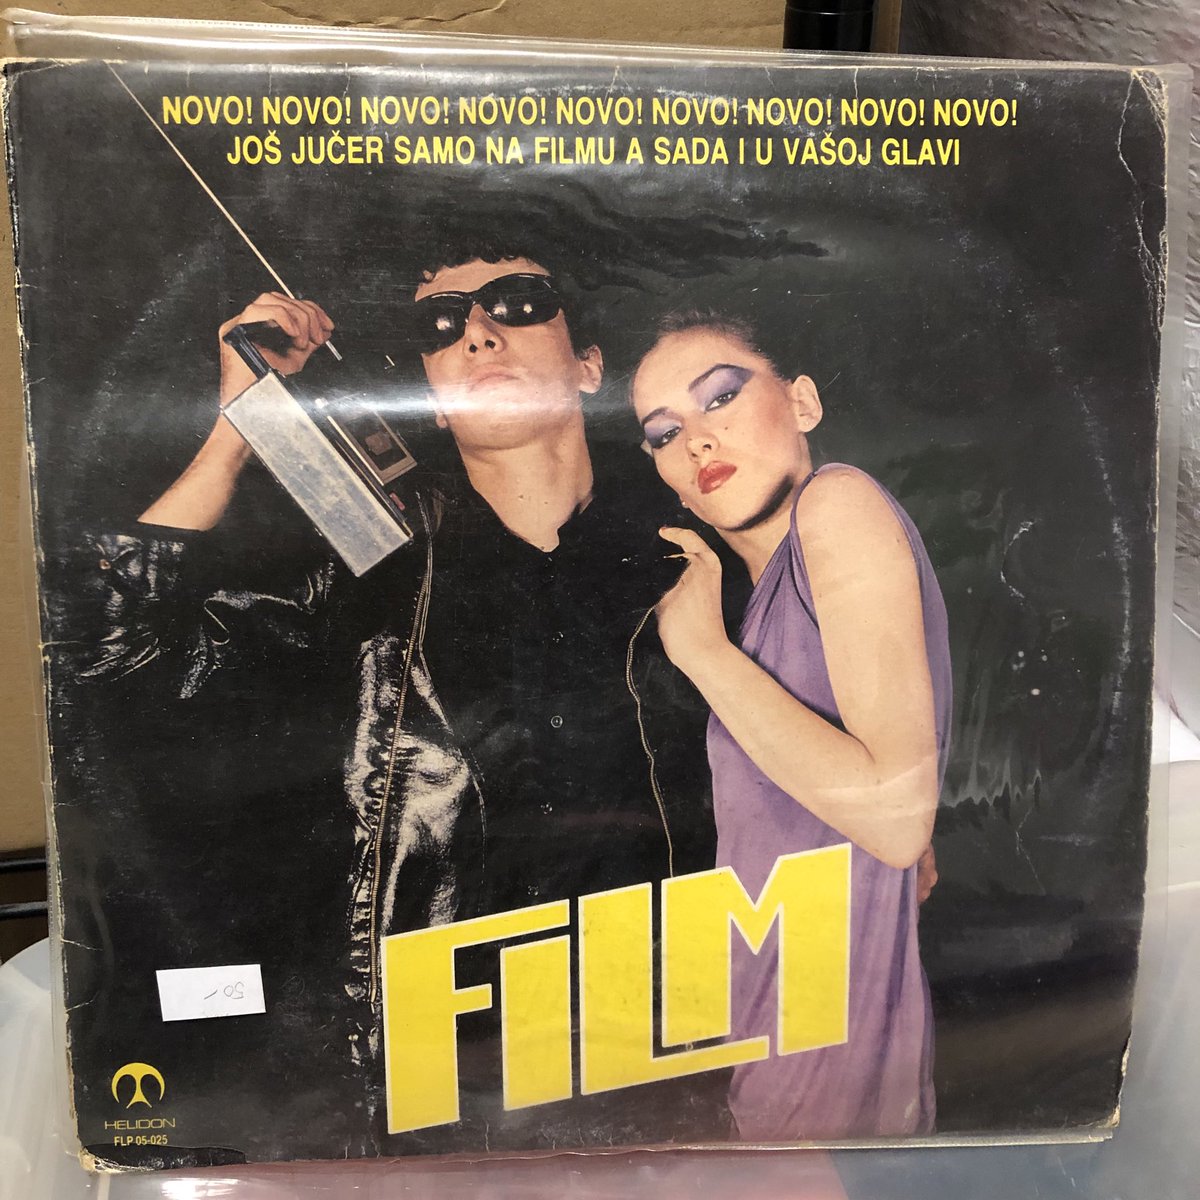 NOVO! NOVO! NOVO! NOVO! NOVO! NOVO! NOVO! NOVO! NOVO!
JOŠ JUČER SAMO NA FILMU A SADA I U VAŠOJ GLAVI
FILM
50,-
HELIDON
FLP 05-025